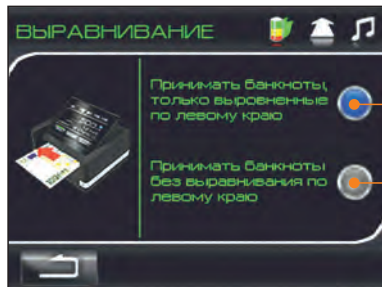 ВЫРАВНИВАНИЕ
Принимать банкноты,
только выровненные
по левому краю
Принимать банкноты
без выравнивания по
левому краю